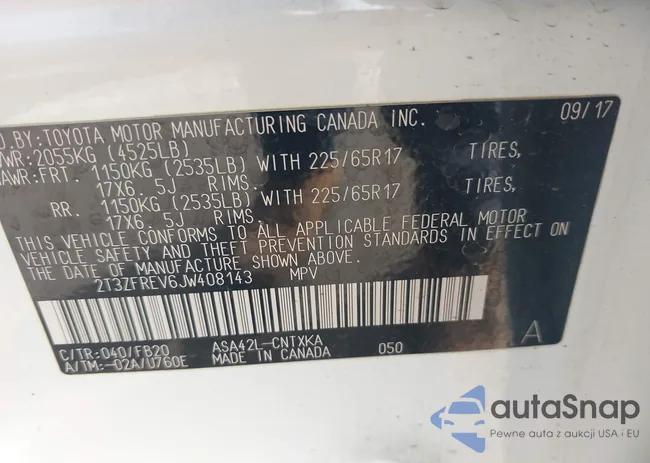 D BY:TOYOTA MOTOR MANUFACTURING CANADA INC. 09/17
VWR:2055KG (4525LB)
AWR:FRT. 1150KG (2535LB) WITH 225/65R17 TIRES,
17X6. 5J RIMS.
RR. 1150KG (2535LB) WITH 225/65R17 TIRES,
17X6. 5J RIMS.
THIS VEHICLE CONFORMS TO ALL APPLICABLE FEDERAL MOTOR
VEHICLE SAFETY AND THEFT PREVENTION STANDARDS IN EFFECT ON
THE DATE OF MANUFACTURE SHOWN ABOVE.
2T3ZFREV6JW408143 MPV
C/TR:040/FB20 ASA42L-CNTXKA 050 A
A/TM:-02A/U760E MADE IN CANADA
autaSnap
Pewne auta z aukcji USA i EU